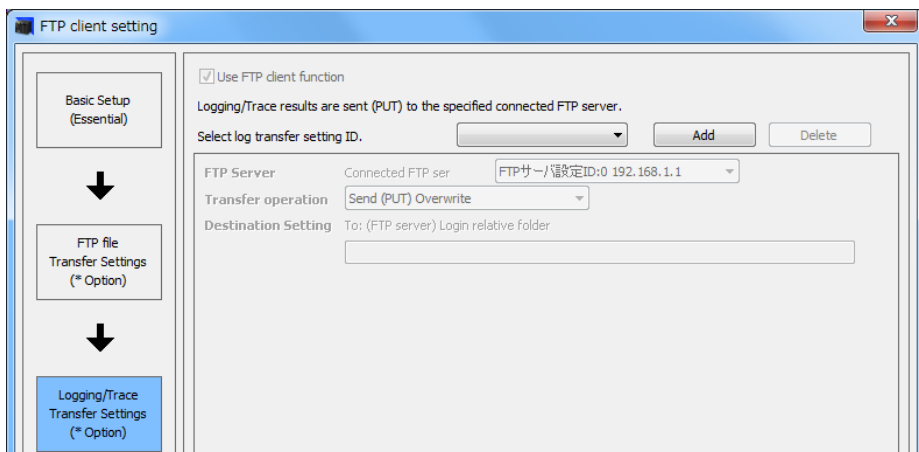 FTP client setting
Basic Setup
(Essential)
FTP file
Transfer Settings
(* Option)
Logging/Trace
Transfer Settings
(* Option)
Use FTP client function
Logging/Trace results are sent (PUT) to the specified connected FTP server.
Select log transfer setting ID.
Add
Delete
FTP Server
Connected FTP ser
FTPサーバ設定ID:0 192.168.1.1
Transfer operation
Send (PUT) Overwrite
Destination Setting
To: (FTP server) Login relative folder